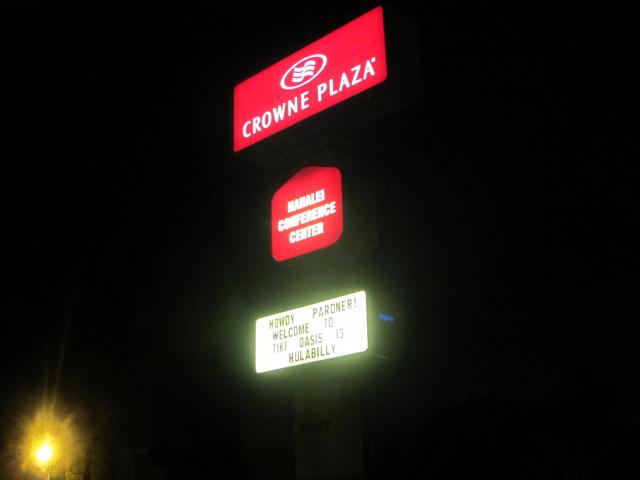 CROWNE PLAZA
HANALEI
CONFERENCE
CENTER
HOWDY PARDNER!
WELCOME TO
TIKI OASIS 13
HULABILLY